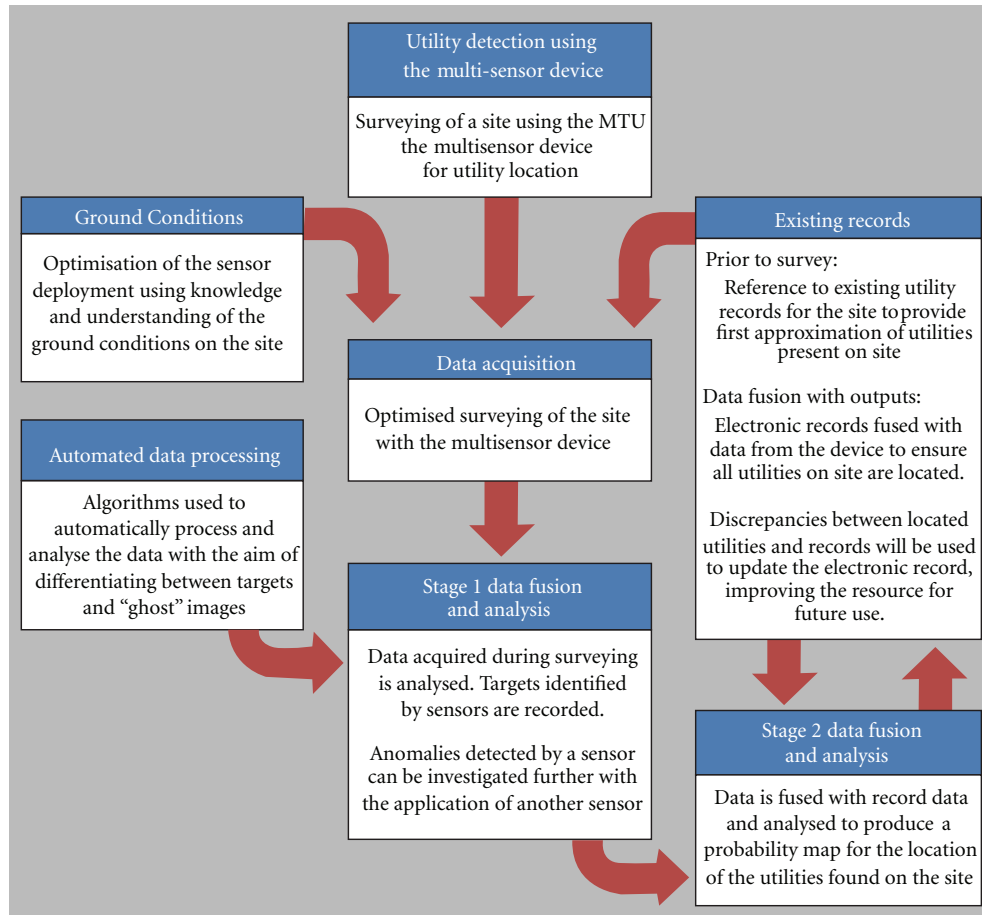 Utility detection using
the multi-sensor device
Surveying of a site using the MTU
the multisensor device
for utility location
Ground Conditions
Optimisation of the sensor
deployment using knowledge
and understanding of the
ground conditions on the site
Existing records
Prior to survey:
Reference to existing utility
records for the site to provide
first approximation of utilities
present on site
Data fusion with outputs:
Electronic records fused with
data from the device to ensure
all utilities on site are located.
Discrepancies between located
utilities and records will be used
to update the electronic record,
improving the resource for
future use.
Data acquisition
Optimised surveying of the site
with the multisensor device
Automated data processing
Algorithms used to
automatically process and
analyse the data with the aim of
differentiating between targets
and “ghost” images
Stage 1 data fusion
and analysis
Data acquired during surveying
is analysed. Targets identified
by sensors are recorded.
Anomalies detected by a sensor
can be investigated further with
the application of another sensor
Stage 2 data fusion
and analysis
Data is fused with record data
and analysed to produce a
probability map for the location
of the utilities found on the site